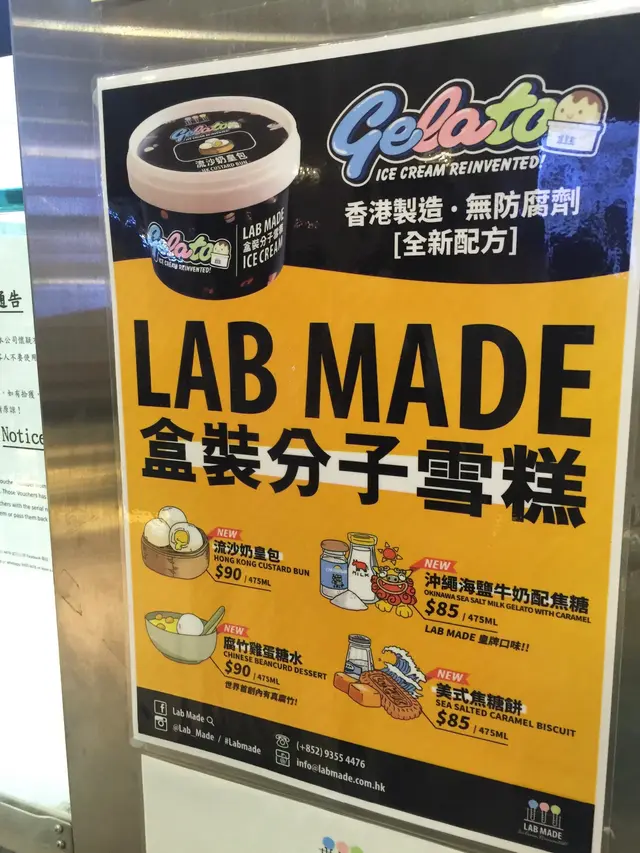 Gelato
ICE CREAM REINVENTED!
香港製造·無防腐劑
[全新配方]
Gelato
流沙奶皇包
HK CUSTARD BUN
Gelato
ICE CREAM REINVENTED!
LAB MADE
盒裝分子雪糕
ICE CREAM
LAB MADE
盒裝分子雪糕
NEW
流沙奶皇包
HONG KONG CUSTARD BUN
$90 / 475ML
MILK
NEW
沖繩海鹽牛奶配焦糖
OKINAWA SEA SALT MILK GELATO WITH CARAMEL
$85 / 475ML
LAB MADE 皇牌口味!!
NEW
腐竹雞蛋糖水
CHINESE BEANCURD DESSERT
$90 / 475ML
世界首創內有真腐竹!
NEW
美式焦糖餅
SEA SALTED CARAMEL BISCUIT
$85 / 475ML
Lab Made
@Lab_Made / #Labmade
(+852) 9355 4476
info@labmade.com.hk
LAB MADE
通告
Notice